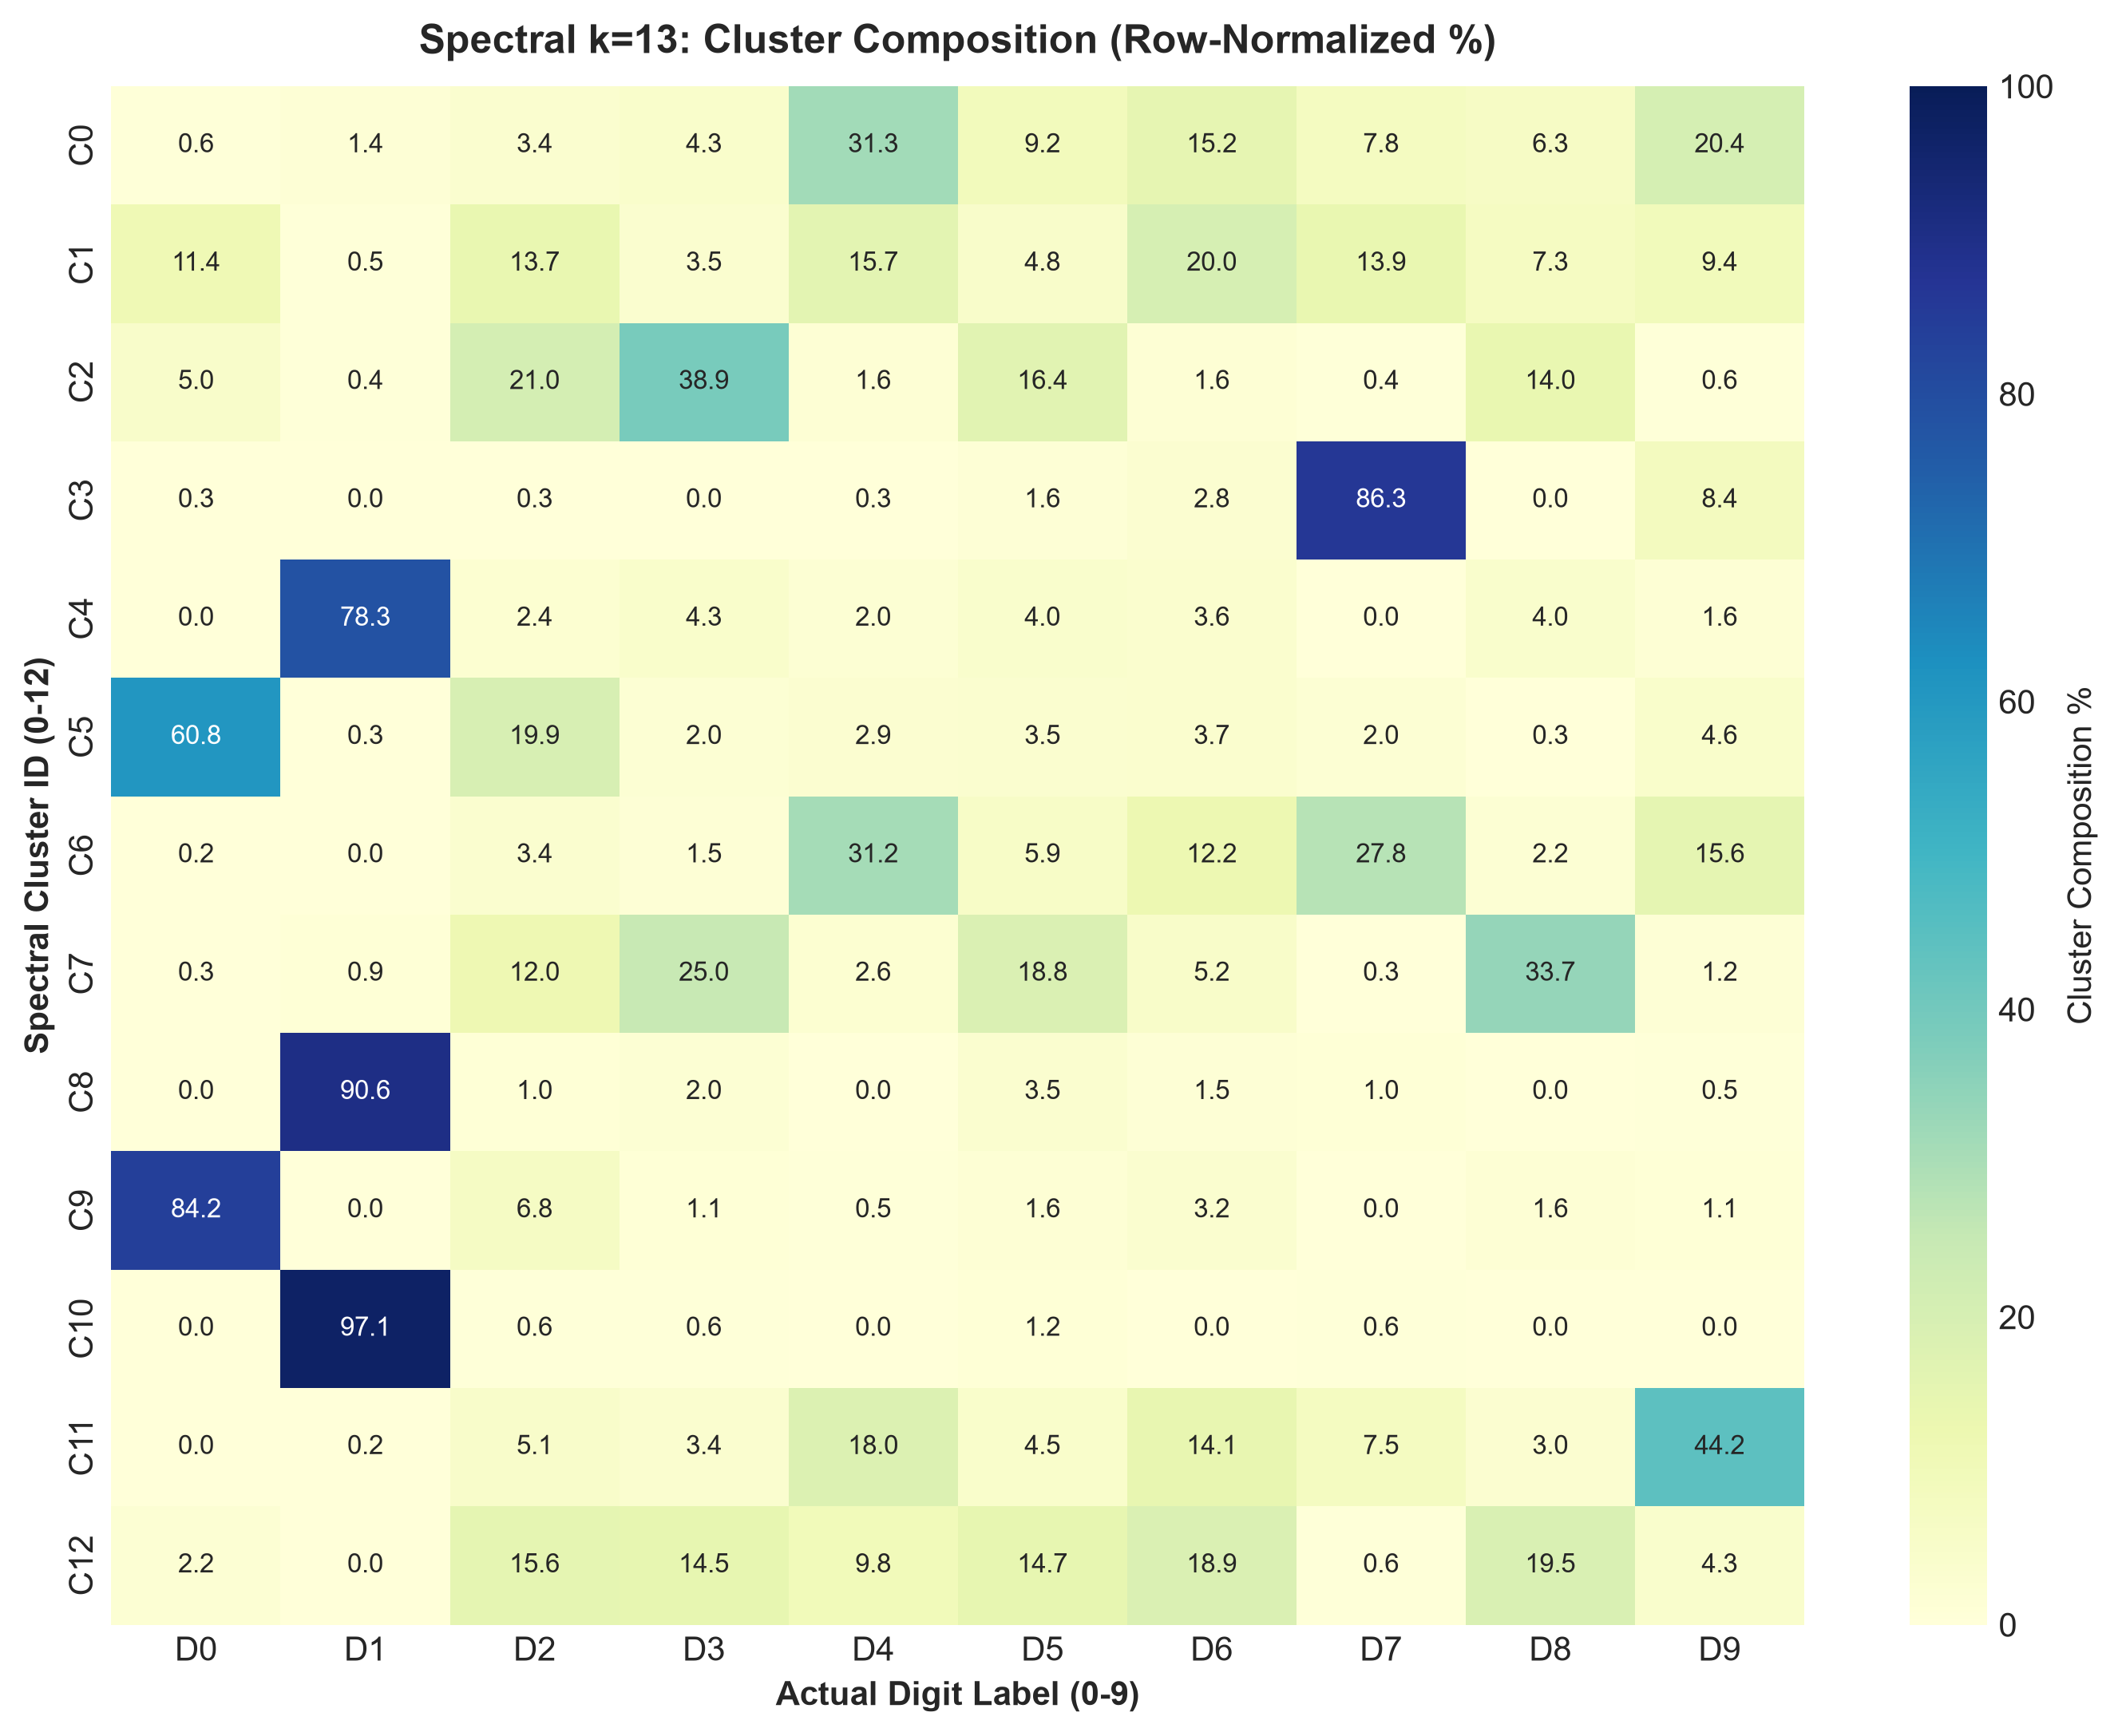 Spectral k=13: Cluster Composition (Row-Normalized %)
C0 0.6 1.4 3.4 4.3 31.3 9.2 15.2 7.8 6.3 20.4
C1 11.4 0.5 13.7 3.5 15.7 4.8 20.0 13.9 7.3 9.4
C2 5.0 0.4 21.0 38.9 1.6 16.4 1.6 0.4 14.0 0.6
C3 0.3 0.0 0.3 0.0 0.3 1.6 2.8 86.3 0.0 8.4
C4 0.0 78.3 2.4 4.3 2.0 4.0 3.6 0.0 4.0 1.6
C5 60.8 0.3 19.9 2.0 2.9 3.5 3.7 2.0 0.3 4.6
C6 0.2 0.0 3.4 1.5 31.2 5.9 12.2 27.8 2.2 15.6
C7 0.3 0.9 12.0 25.0 2.6 18.8 5.2 0.3 33.7 1.2
C8 0.0 90.6 1.0 2.0 0.0 3.5 1.5 1.0 0.0 0.5
C9 84.2 0.0 6.8 1.1 0.5 1.6 3.2 0.0 1.6 1.1
C10 0.0 97.1 0.6 0.6 0.0 1.2 0.0 0.6 0.0 0.0
C11 0.0 0.2 5.1 3.4 18.0 4.5 14.1 7.5 3.0 44.2
C12 2.2 0.0 15.6 14.5 9.8 14.7 18.9 0.6 19.5 4.3
D0 D1 D2 D3 D4 D5 D6 D7 D8 D9
Actual Digit Label (0-9)
Spectral Cluster ID (0-12)
100
80
60
40
20
0
Cluster Composition %